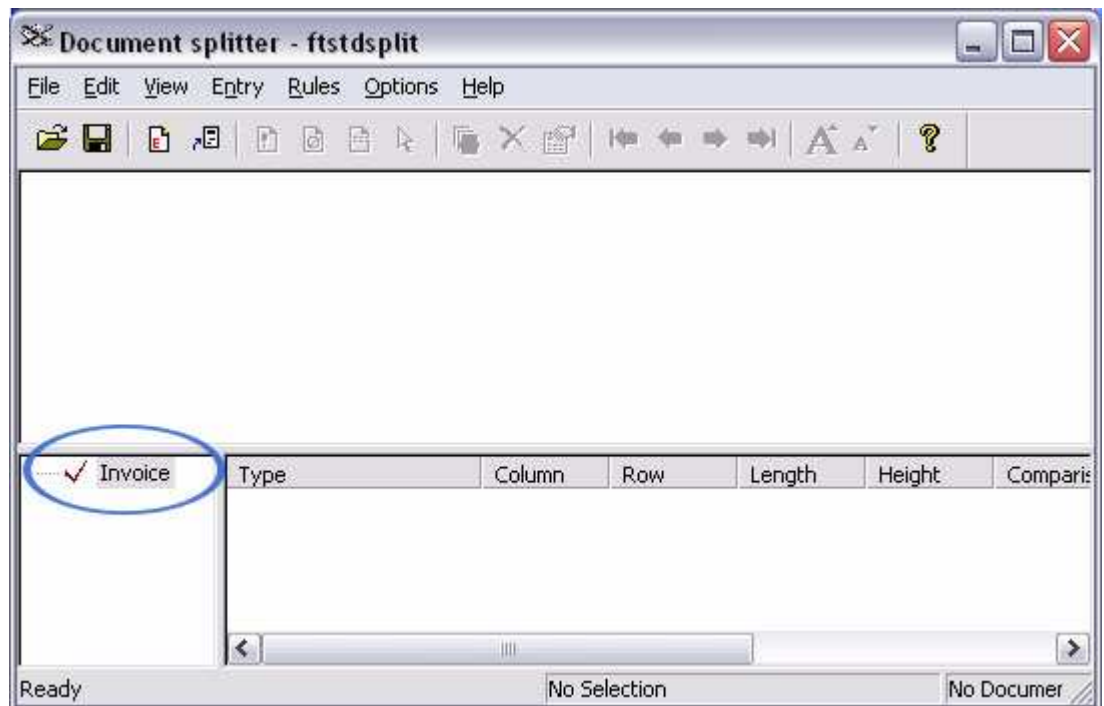 Document splitter - ftstdsplit
File Edit View Entry Rules Options Help
Invoice
Type Column Row Length Height Comparis
Ready No Selection No Documer